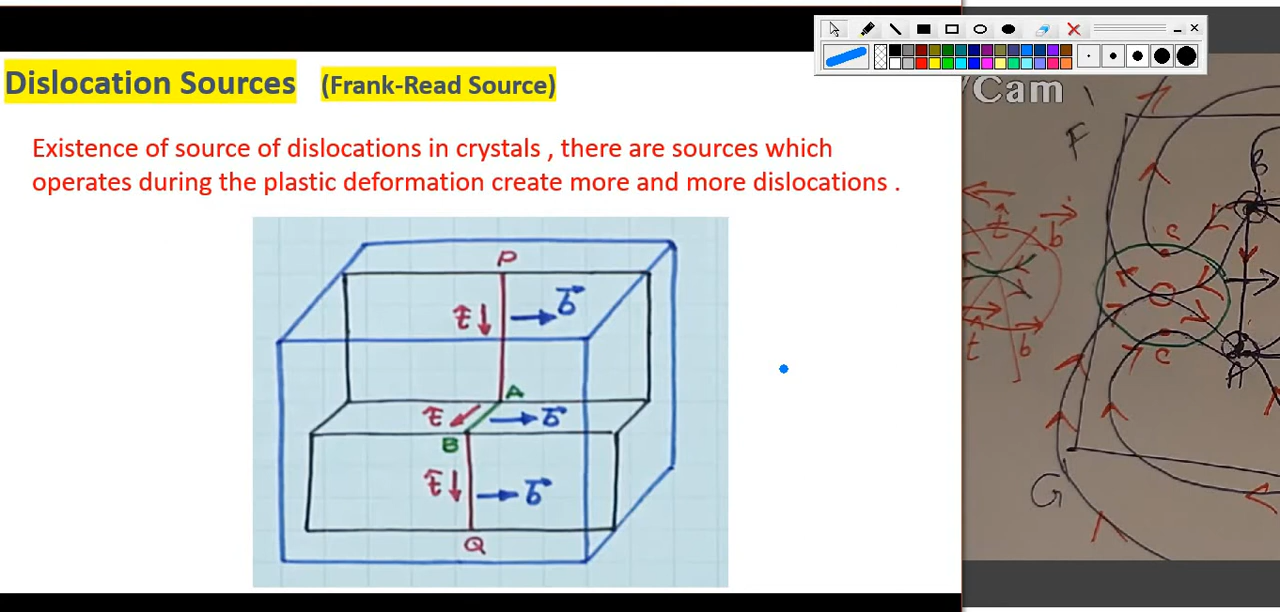 Dislocation Sources (Frank-Read Source)
Existence of source of dislocations in crystals , there are sources which
operates during the plastic deformation create more and more dislocations .
P
t b
A
t b
B
t b
Q
/Cam
F
B
t b
c
r
t b
c
A
G